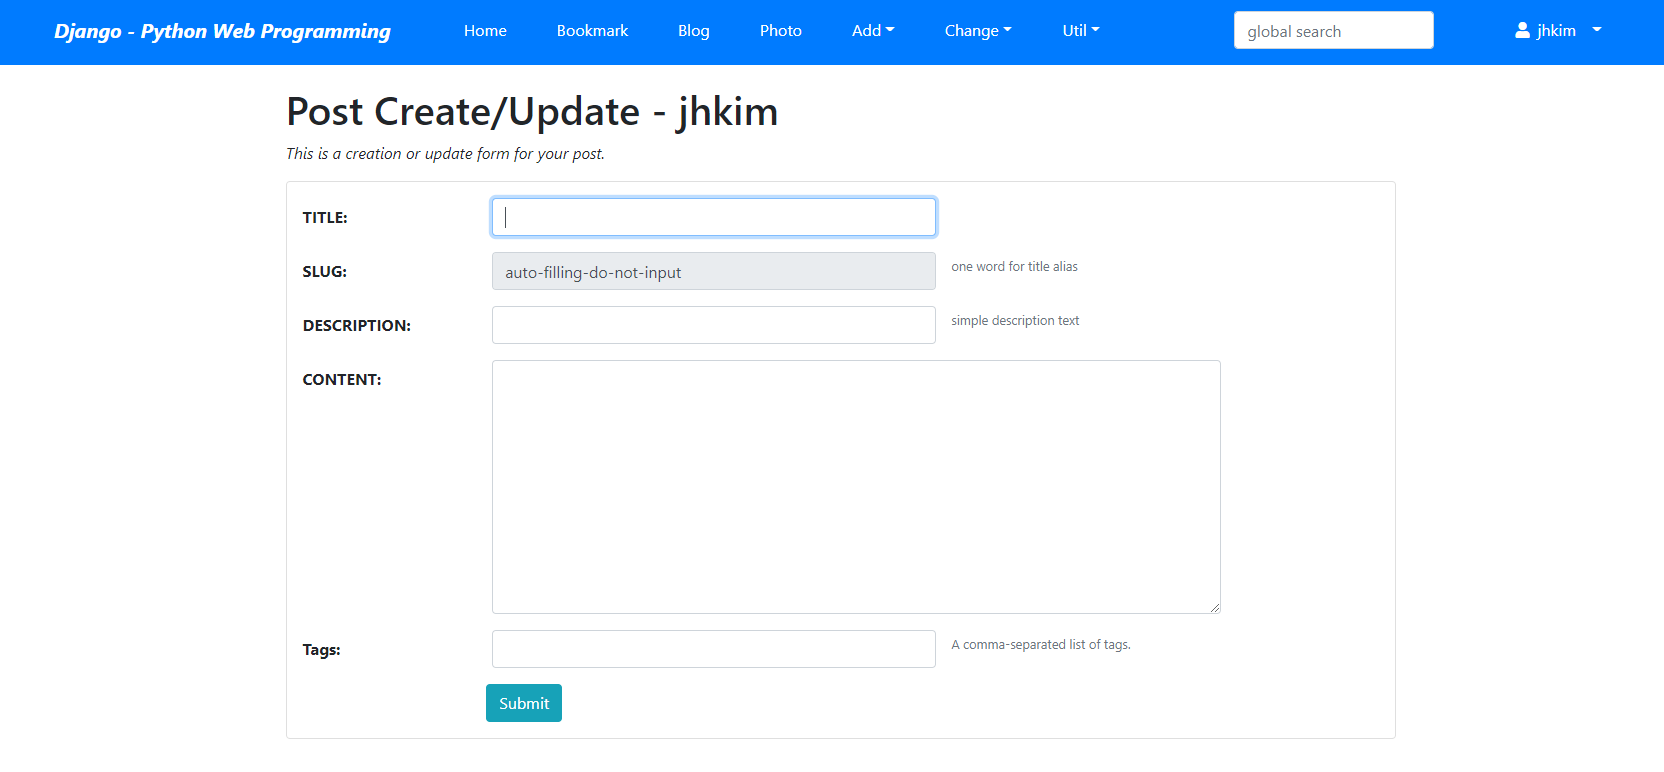 Django - Python Web Programming Home Bookmark Blog Photo Add Change Util global search jhkim
Post Create/Update - jhkim
This is a creation or update form for your post.
TITLE:
SLUG: auto-filling-do-not-input one word for title alias
DESCRIPTION: simple description text
CONTENT:
Tags: A comma-separated list of tags.
Submit